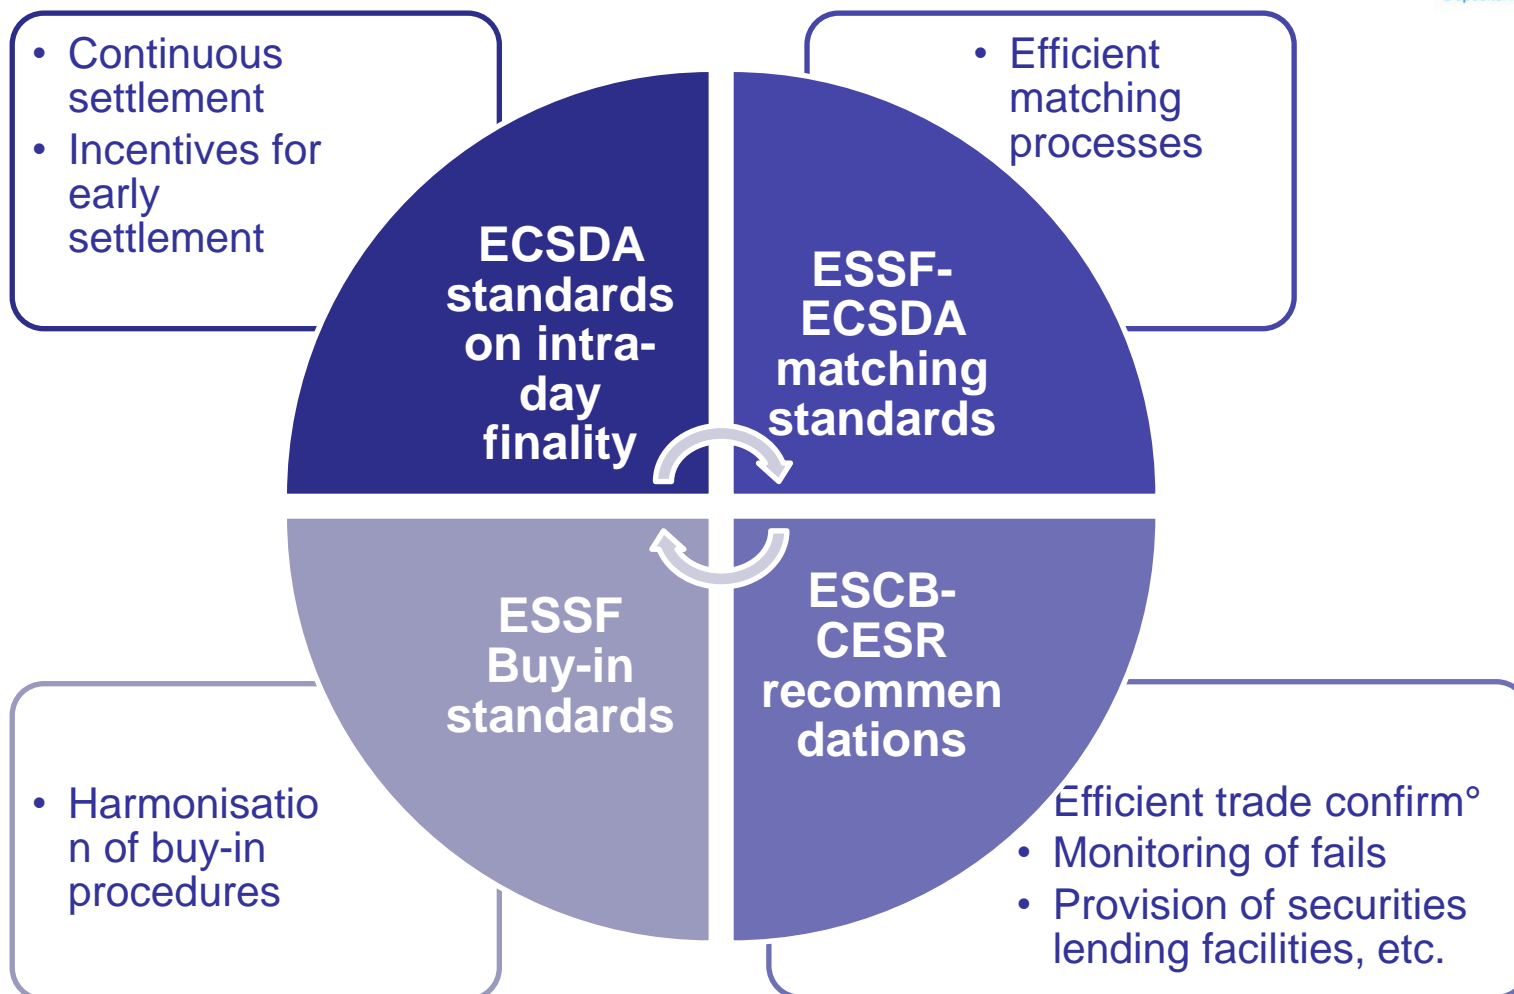 • Continuous
settlement
• Incentives for
early
settlement
• Efficient
matching
processes
ECSDA
standards
on intra-
day
finality
ESSF-
ECSDA
matching
standards
ESSF
Buy-in
standards
ESCB-
CESR
recommen
dations
• Harmonisatio
n of buy-in
procedures
Efficient trade confirm°
• Monitoring of fails
• Provision of securities
lending facilities, etc.